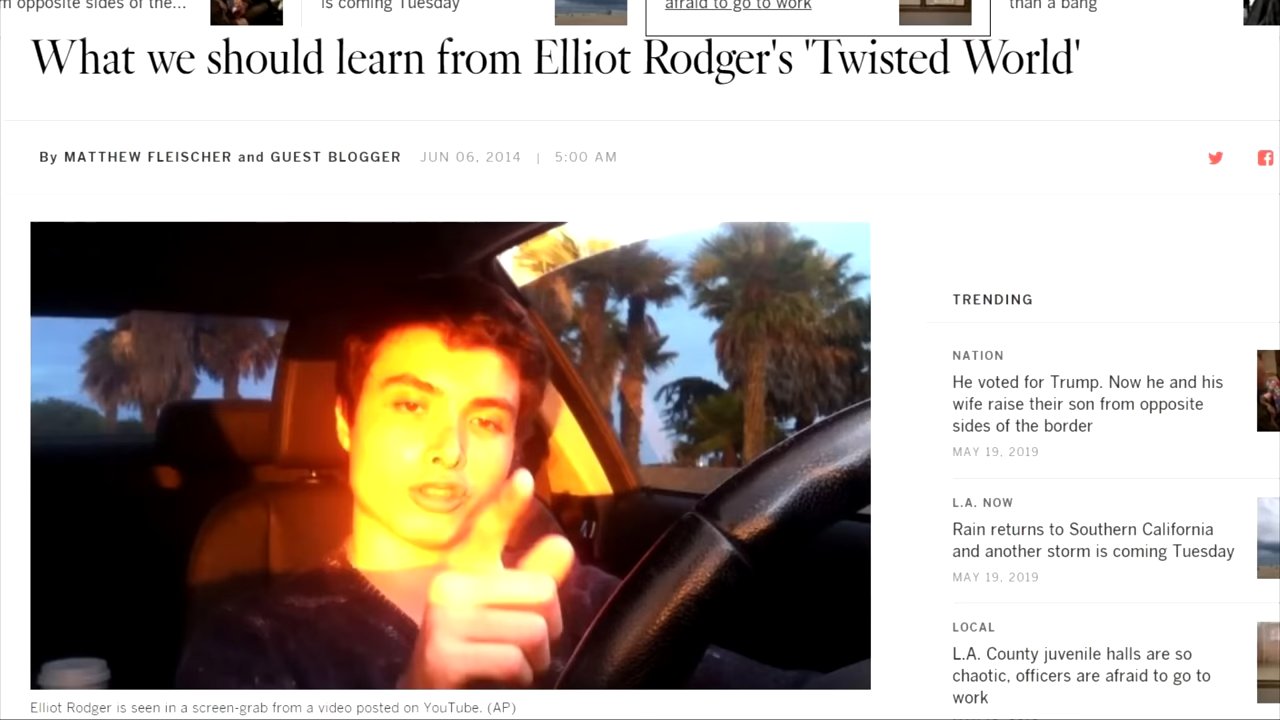 m opposite sides of the...
is coming Tuesday
afraid to go to work
than a bang
What we should learn from Elliot Rodger's 'Twisted World'
By MATTHEW FLEISCHER and GUEST BLOGGER JUN 06, 2014 | 5:00 AM
TRENDING
NATION
He voted for Trump. Now he and his
wife raise their son from opposite
sides of the border
MAY 19, 2019
L.A. NOW
Rain returns to Southern California
and another storm is coming Tuesday
MAY 19, 2019
LOCAL
L.A. County juvenile halls are so
chaotic, officers are afraid to go to
work
Elliot Rodger is seen in a screen-grab from a video posted on YouTube. (AP)